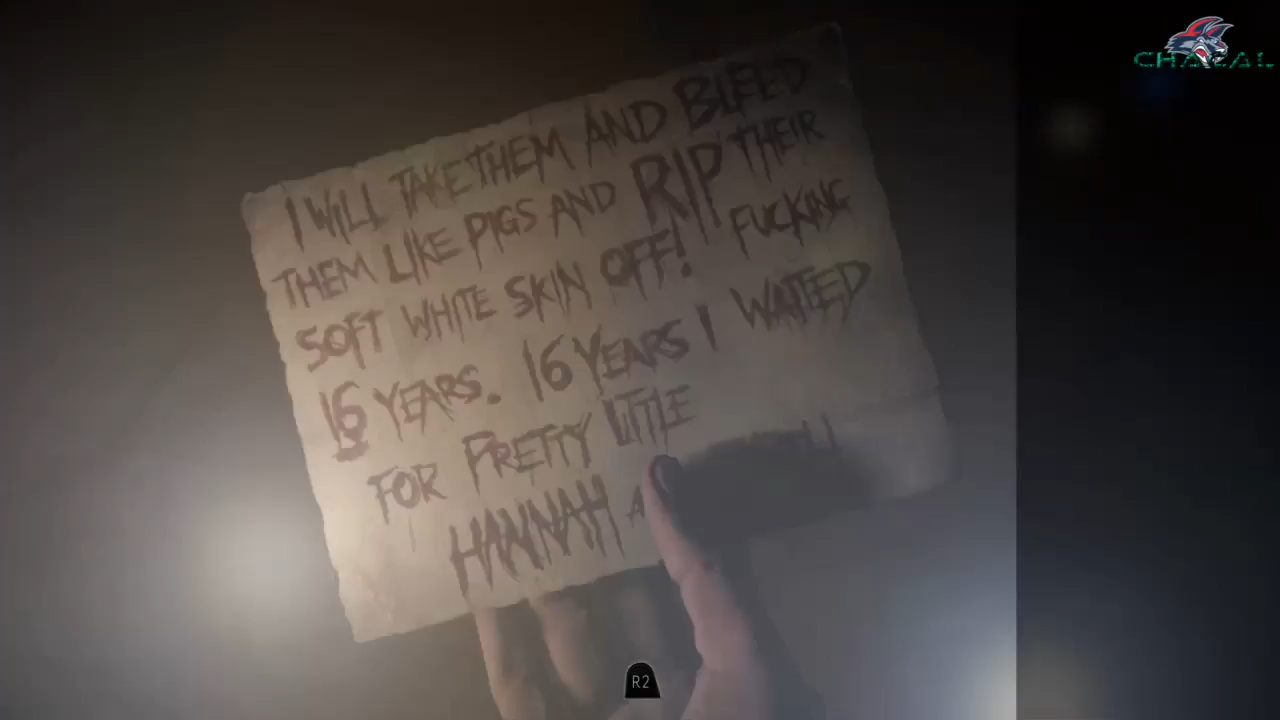 I WILL TAKE THEM AND BLEED
THEM LIKE PIGS AND RIP THEIR
SOFT WHITE SKIN OFF! FUCKING
16 YEARS. 16 YEARS I WAITED
FOR PRETTY LITTLE
HANNAH
R2
CHACAL